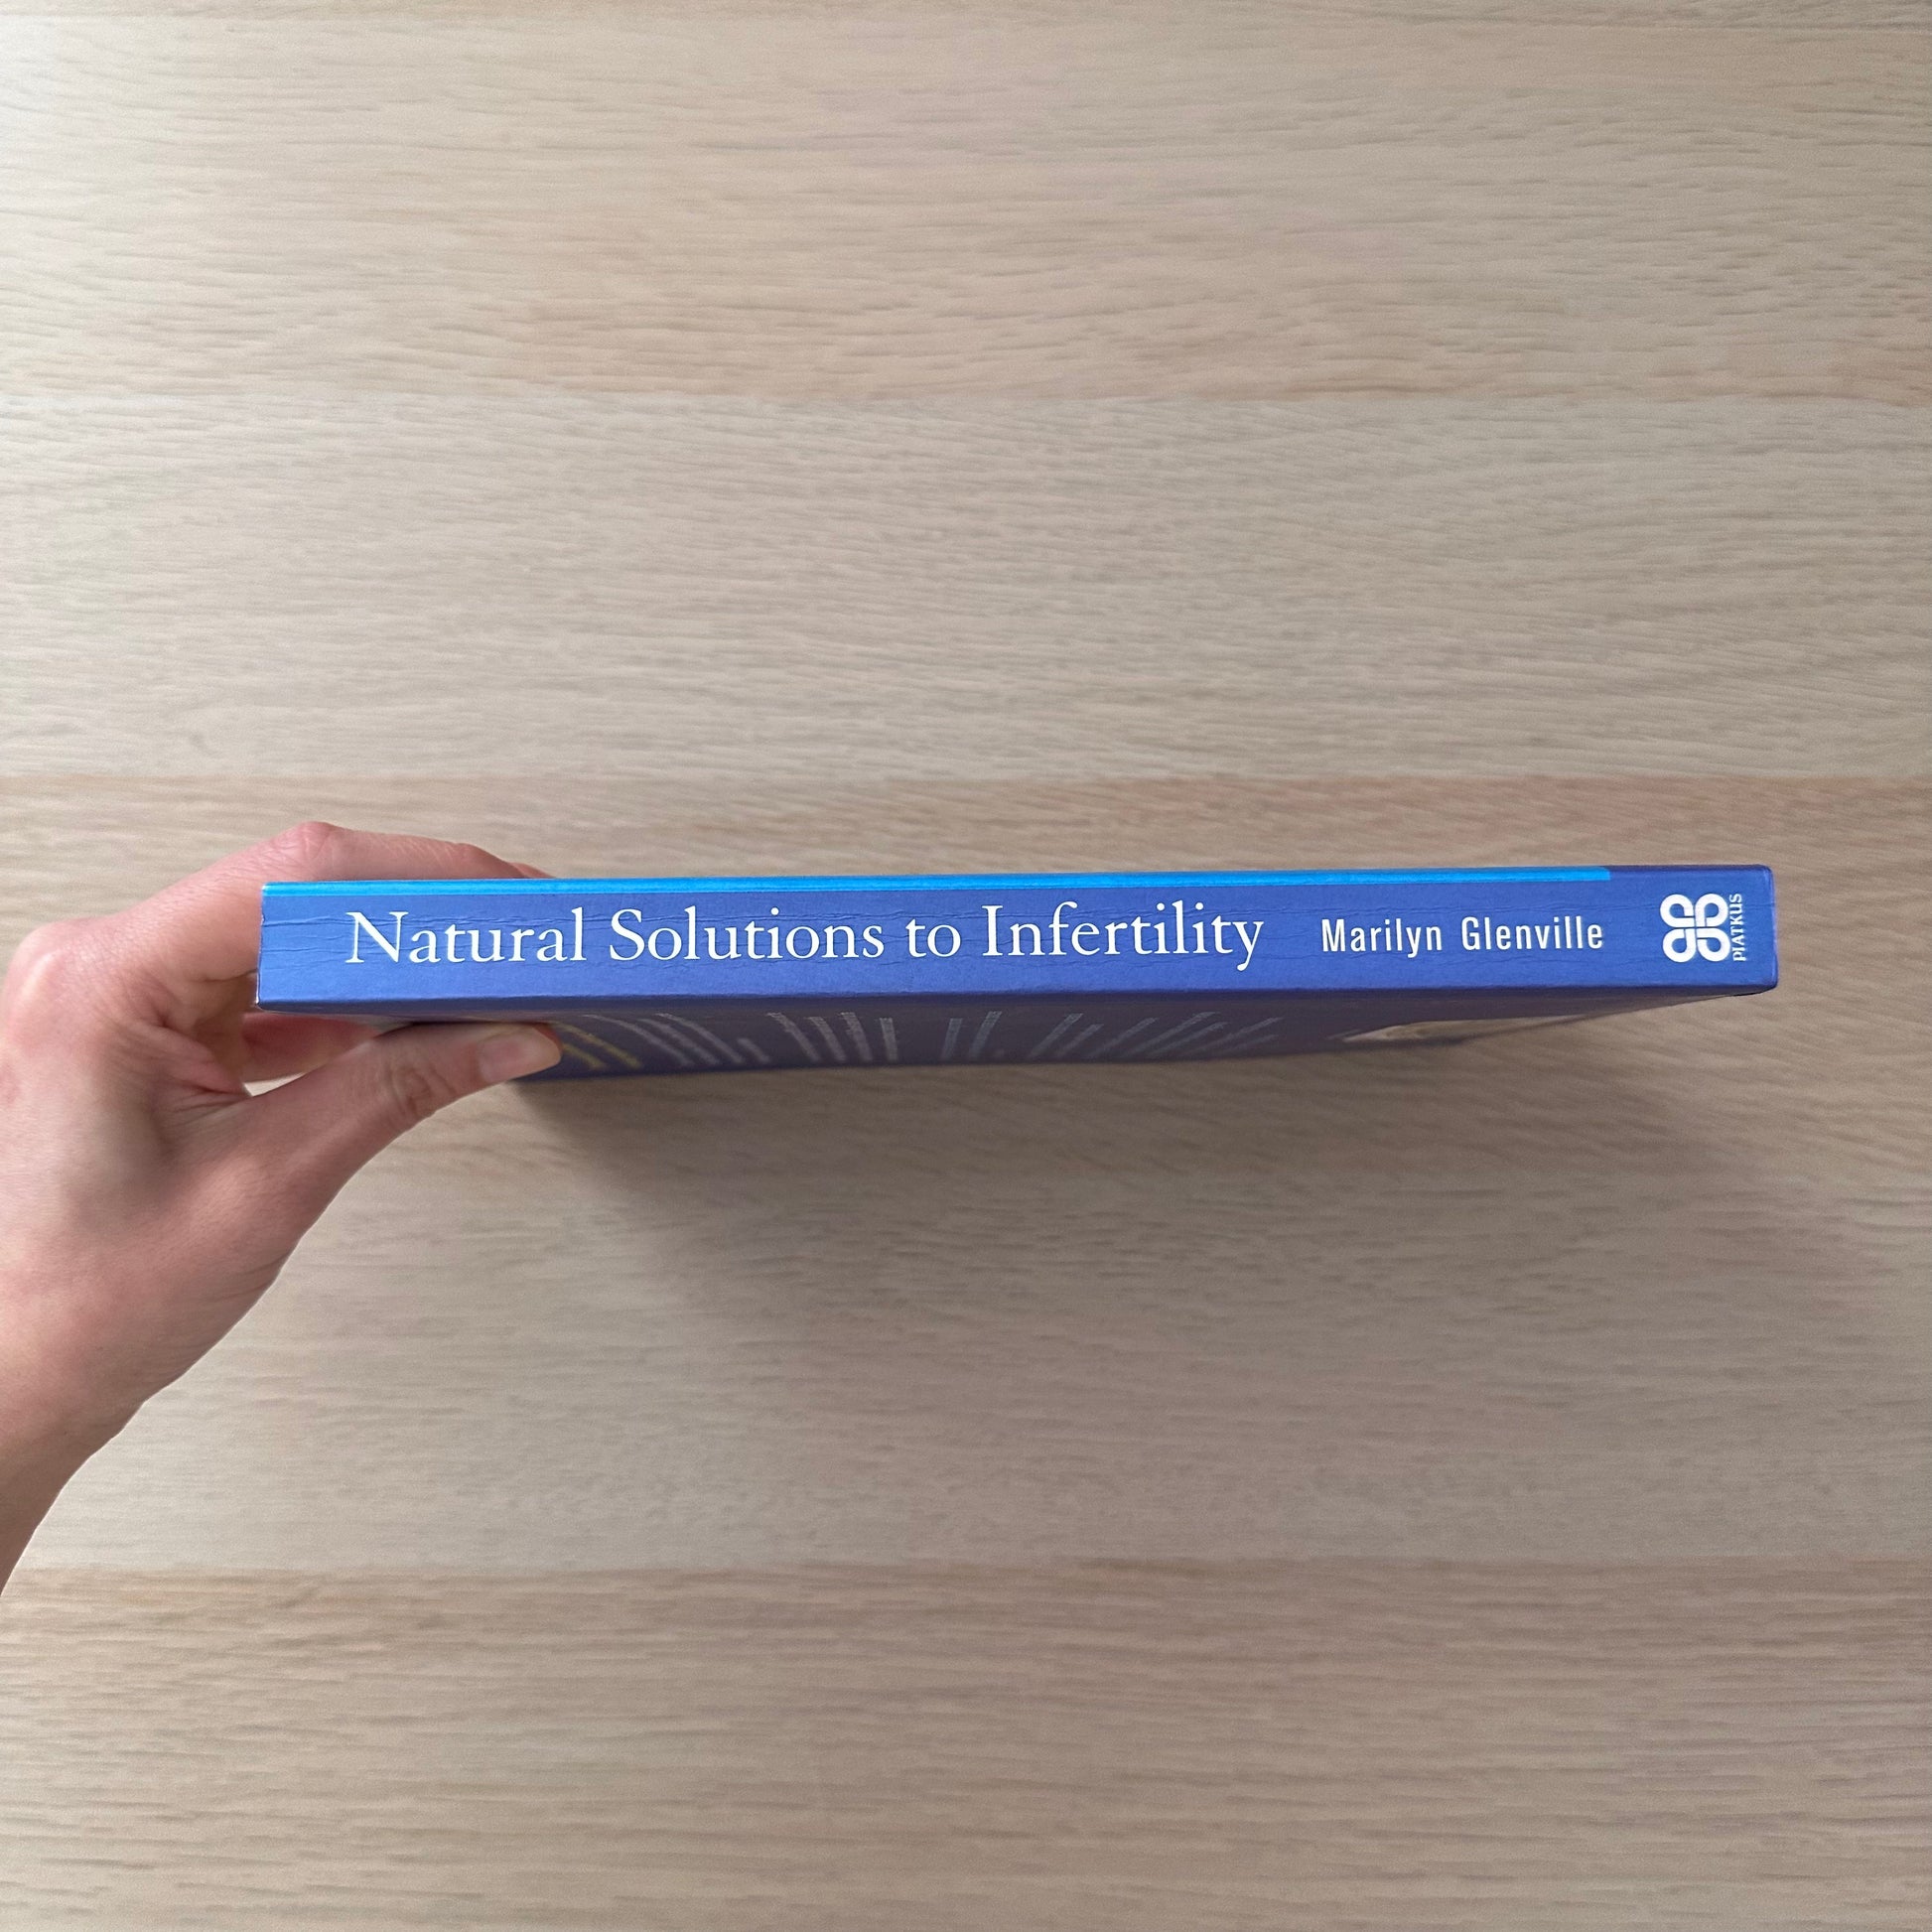 Natural Solutions to Infertility
Marilyn Glenville
PIATKUS